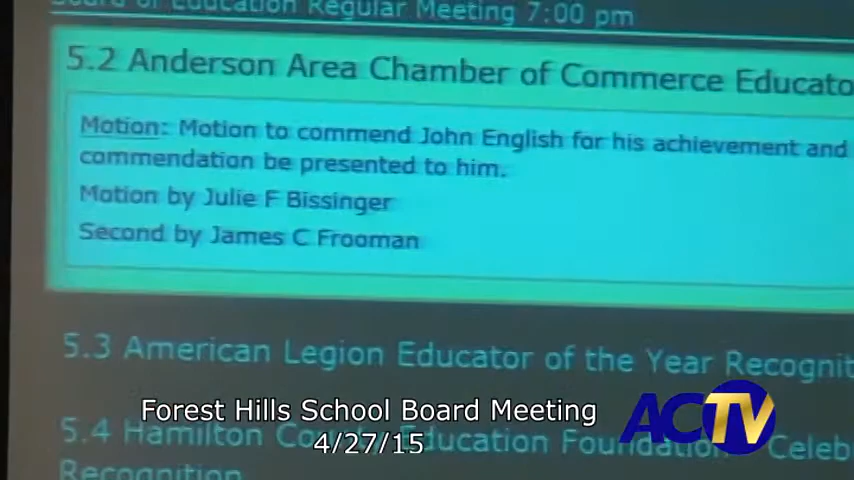 Board of Education Regular Meeting 7:00 pm
5.2 Anderson Area Chamber of Commerce Educato
Motion: Motion to commend John English for his achievement and
commendation be presented to him.
Motion by Julie F Bissinger
Second by James C Frooman
5.3 American Legion Educator of the Year Recognit
5.4 Hamilton County Education Foundation - Celeb
Recognition
Forest Hills School Board Meeting
4/27/15
ACTV